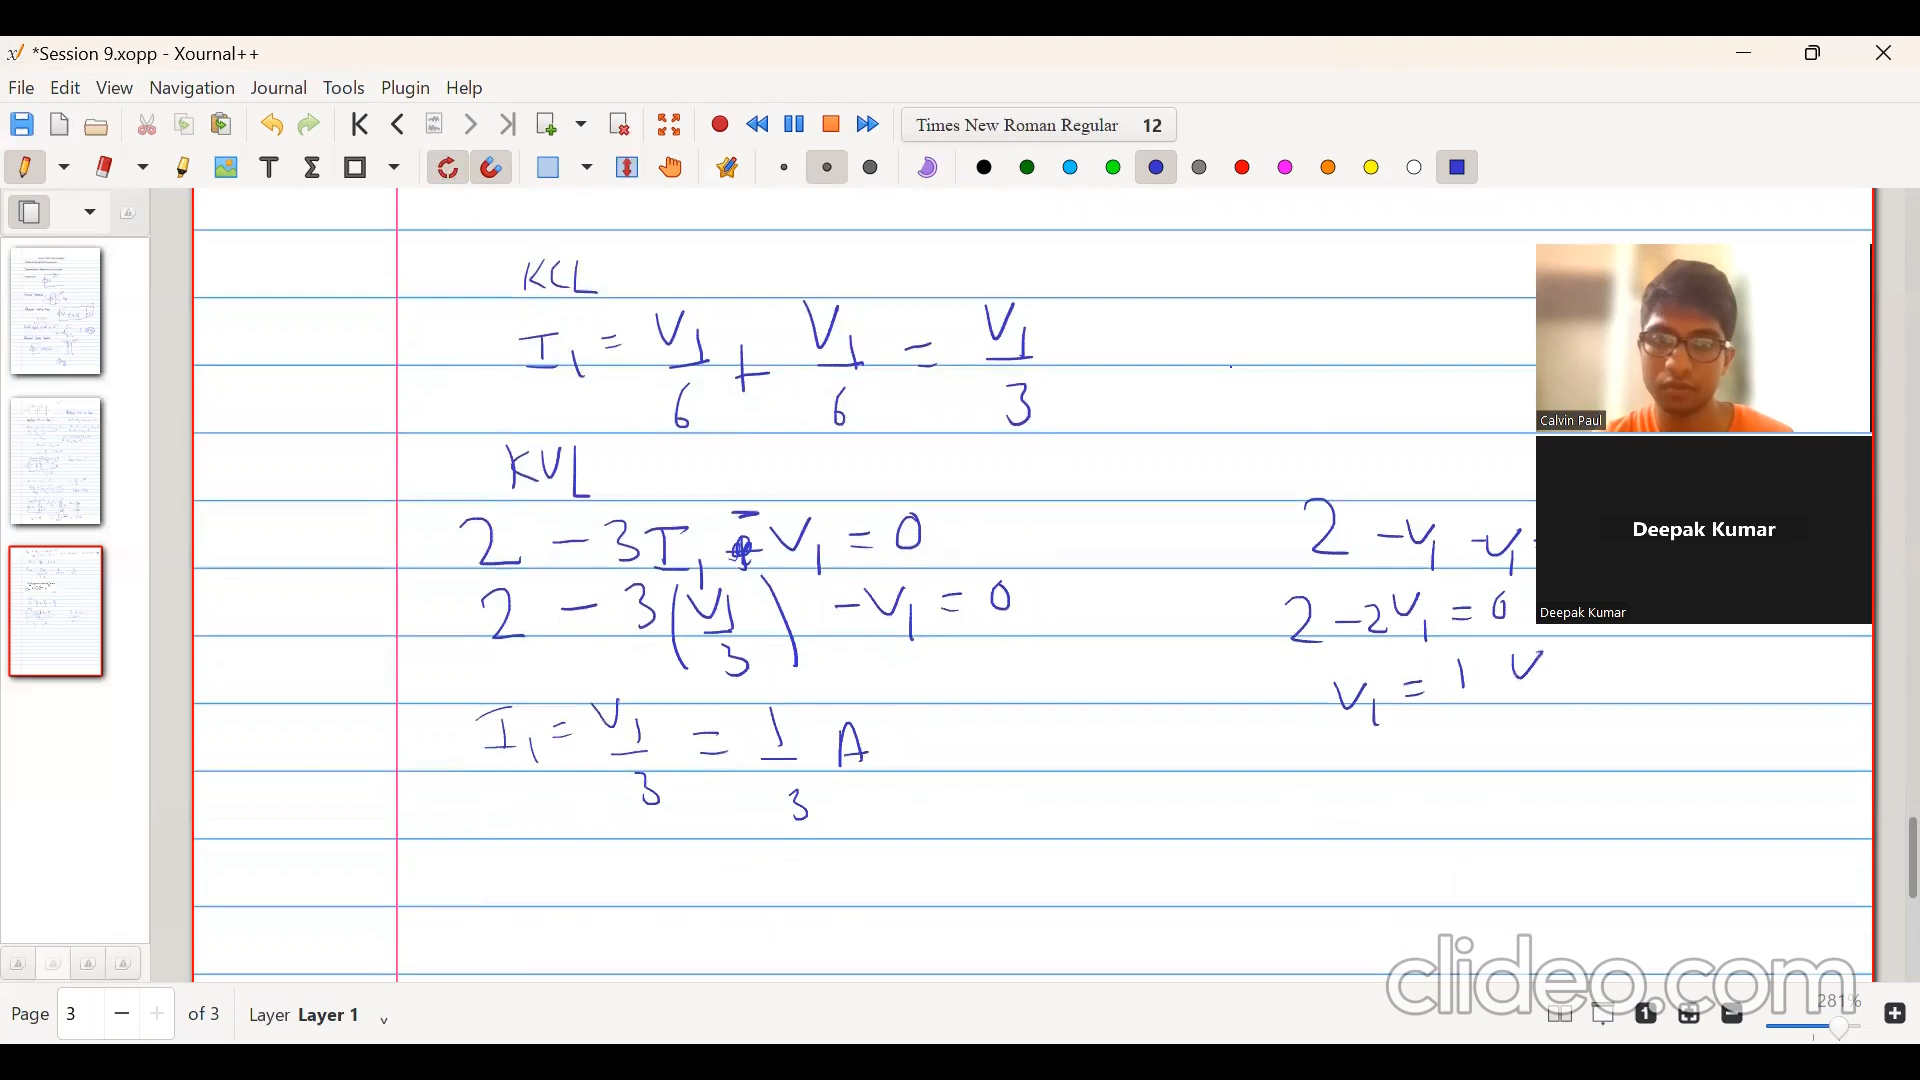 *Session 9.xopp - Xournal++
File Edit View Navigation Journal Tools Plugin Help
Times New Roman Regular 12
KCL
I₁ = V₁/6 + V₁/6 = V₁/3
KVL
2 - 3I₁ - V₁ = 0
2 - 3(V₁/3) - V₁ = 0
I₁ = V₁/3 = 1/3 A
2 - V₁ - V₁
2 - 2V₁ = 0
V₁ = 1 V
Calvin Paul
Deepak Kumar
Deepak Kumar
clideo.com
Page 3 of 3 Layer Layer 1
281%